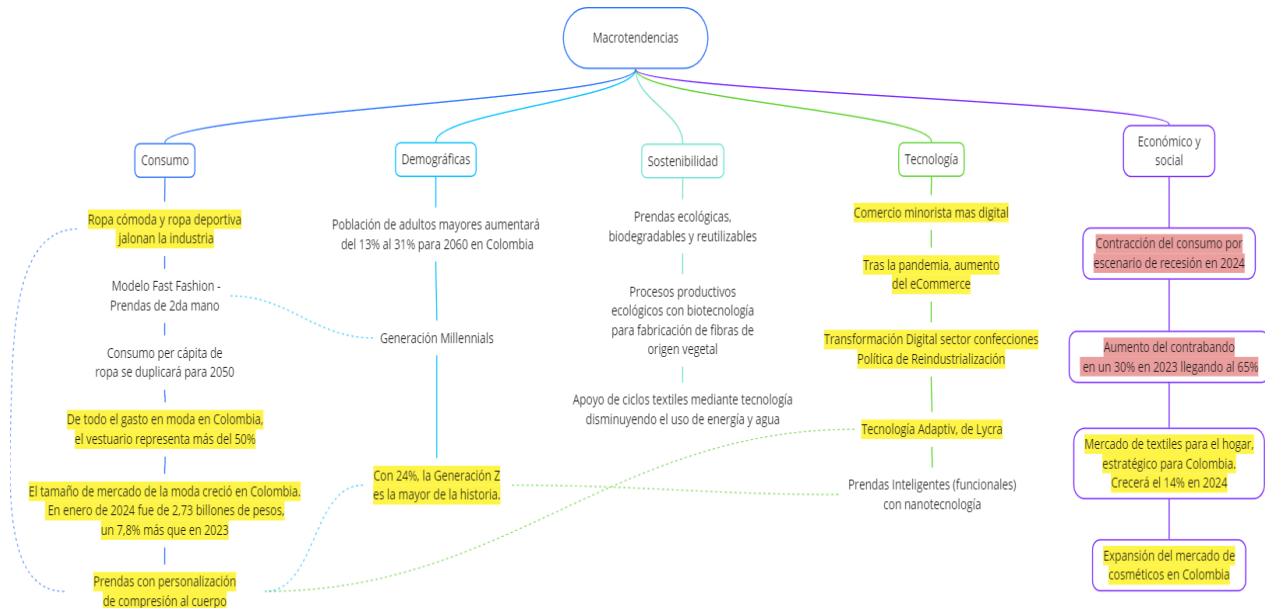 Macrotendencias
Consumo
Ropa cómoda y ropa deportiva
jalonan la industria
Modelo Fast Fashion -
Prendas de 2da mano
Consumo per cápita de
ropa se duplicará para 2050
De todo el gasto en moda en Colombia,
el vestuario representa más del 50%
El tamaño de mercado de la moda creció en Colombia.
En enero de 2024 fue de 2,73 billones de pesos,
un 7,8% más que en 2023
Prendas con personalización
de compresión al cuerpo
Demográficas
Población de adultos mayores aumentará
del 13% al 31% para 2060 en Colombia
Generación Millennials
Con 24%, la Generación Z
es la mayor de la historia.
Sostenibilidad
Prendas ecológicas,
biodegradables y reutilizables
Procesos productivos
ecológicos con biotecnología
para fabricación de fibras de
origen vegetal
Apoyo de ciclos textiles mediante tecnología
disminuyendo el uso de energía y agua
Tecnología
Comercio minorista mas digital
Tras la pandemia, aumento
del eCommerce
Transformación Digital sector confecciones
Política de Reindustrialización
Tecnología Adaptiv, de Lycra
Prendas Inteligentes (funcionales)
con nanotecnología
Económico y
social
Contracción del consumo por
escenario de recesión en 2024
Aumento del contrabando
en un 30% en 2023 llegando al 65%
Mercado de textiles para el hogar,
estratégico para Colombia.
Crecerá el 14% en 2024
Expansión del mercado de
cosméticos en Colombia